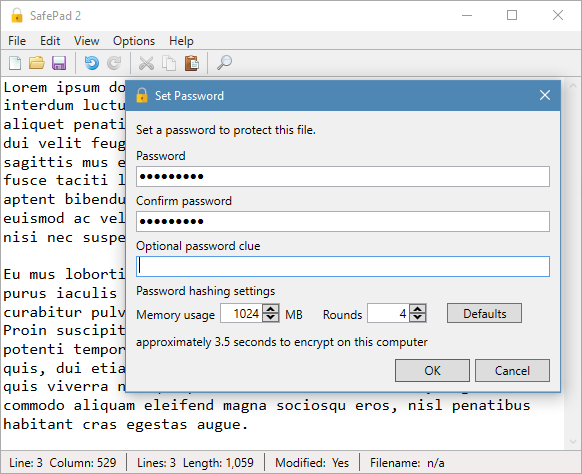 SafePad 2
File Edit View Options Help
Lorem ipsum do
interdum luctu
aliquet penati
dui velit feug
sagittis mus e
fusce taciti l
aptent bibendu
euismod ac vel
nisi nec suspe
Eu mus loborti
purus iaculis
curabitur pulv
Proin suscipit
potenti tempor
quis, dui etia
quis viverra n
commodo aliquam eleifend magna sociosqu eros, nisl penatibus
habitant cras egestas augue.
Set Password
Set a password to protect this file.
Password
●●●●●●●●●
Confirm password
●●●●●●●●●
Optional password clue
Password hashing settings
Memory usage 1024 MB Rounds 4 Defaults
approximately 3.5 seconds to encrypt on this computer
OK Cancel
Line: 3 Column: 529 Lines: 3 Length: 1,059 Modified: Yes Filename: n/a